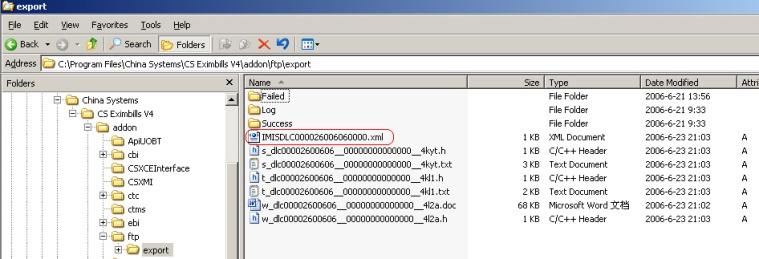 export
File Edit View Favorites Tools Help
Back Search Folders
Address C:\Program Files\China Systems\CS Eximbills V4\addon\ftp\export
Folders
China Systems
CS Eximbills V4
addon
ApiUOBT
cbi
CSXCEInterface
CSXMI
ctc
ctms
ebi
ftp
export
Name Size Type Date Modified Attri
Failed File Folder 2006-6-21 13:56
Log File Folder 2006-6-21 9:33
Success File Folder 2006-6-21 9:33
IMISDLC000026006060000.xml 1 KB XML Document 2006-6-23 21:03 A
s_dlc00002600606__00000000000000__4kyt.h 1 KB C/C++ Header 2006-6-23 21:03 A
s_dlc00002600606__00000000000000__4kyt.txt 3 KB Text Document 2006-6-23 21:03 A
t_dlc00002600606__00000000000000__4kl1.h 1 KB C/C++ Header 2006-6-23 21:03 A
t_dlc00002600606__00000000000000__4kl1.txt 2 KB Text Document 2006-6-23 21:03 A
w_dlc00002600606__00000000000000__4l2a.doc 68 KB Microsoft Word 文档 2006-6-23 21:02 A
w_dlc00002600606__00000000000000__4l2a.h 1 KB C/C++ Header 2006-6-23 21:03 A